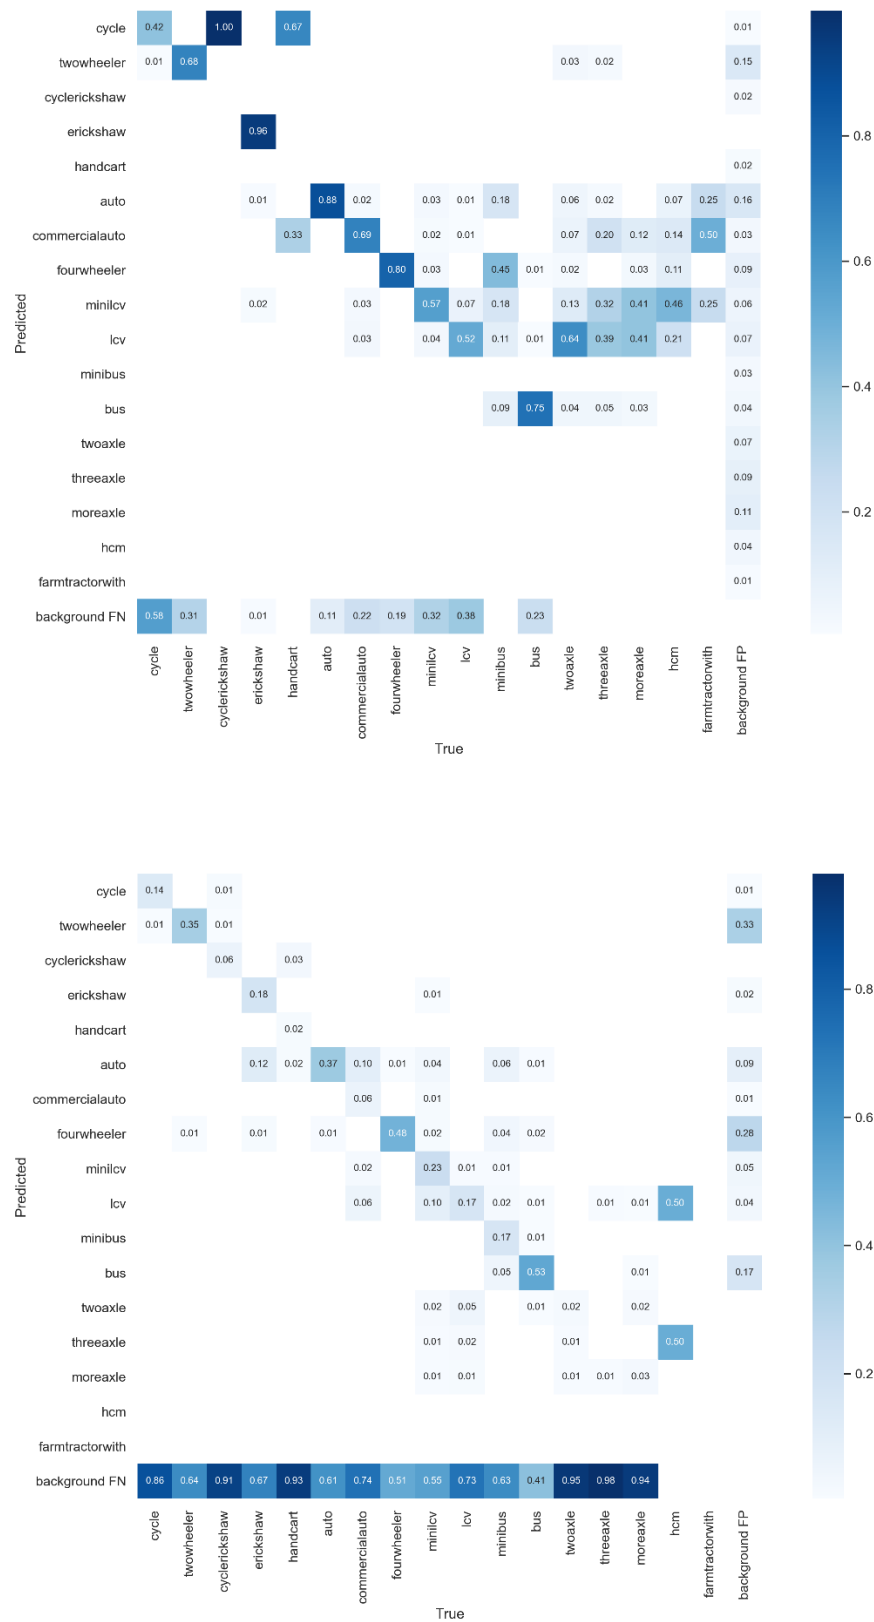 cycle 0.42 1.00 0.67 0.01
twowheeler 0.01 0.68 0.03 0.02 0.15
cyclerickshaw 0.02
0.8
erickshaw 0.96
handcart 0.02
auto 0.01 0.88 0.02 0.03 0.01 0.18 0.06 0.02 0.07 0.25 0.16
commercialauto 0.33 0.69 0.02 0.01 0.07 0.20 0.12 0.14 0.50 0.03
0.6
fourwheeler 0.80 0.03 0.45 0.01 0.02 0.03 0.11 0.09
minilcv 0.02 0.03 0.57 0.07 0.18 0.13 0.32 0.41 0.46 0.25 0.06
Predicted
lcv 0.03 0.04 0.52 0.11 0.01 0.64 0.39 0.41 0.21 0.07
minibus 0.03
0.4
bus 0.09 0.75 0.04 0.05 0.03 0.04
twoaxle 0.07
threeaxle 0.09
moreaxle 0.11
0.2
hcm 0.04
farmtractorwith 0.01
background FN 0.58 0.31 0.01 0.11 0.22 0.19 0.32 0.38 0.23
cycle twowheeler cyclerickshaw erickshaw handcart auto commercialauto fourwheeler minilcv lcv minibus bus twoaxle threeaxle moreaxle hcm farmtractorwith background FP
True
cycle 0.14 0.01 0.01
twowheeler 0.01 0.35 0.01 0.33
cyclerickshaw 0.06 0.03
0.8
erickshaw 0.18 0.01 0.02
handcart 0.02
auto 0.12 0.02 0.37 0.10 0.01 0.04 0.06 0.01 0.09
commercialauto 0.06 0.01 0.01
0.6
fourwheeler 0.01 0.01 0.01 0.48 0.02 0.04 0.02 0.28
minilcv 0.02 0.23 0.01 0.01 0.05
Predicted
lcv 0.06 0.10 0.17 0.02 0.01 0.01 0.01 0.50 0.04
minibus 0.17 0.01
0.4
bus 0.05 0.53 0.01 0.17
twoaxle 0.02 0.05 0.01 0.02 0.02
threeaxle 0.01 0.02 0.01 0.50
moreaxle 0.01 0.01 0.01 0.01 0.03
0.2
hcm
farmtractorwith
background FN 0.86 0.64 0.91 0.67 0.93 0.61 0.74 0.51 0.55 0.73 0.63 0.41 0.95 0.98 0.94
cycle twowheeler cyclerickshaw erickshaw handcart auto commercialauto fourwheeler minilcv lcv minibus bus twoaxle threeaxle moreaxle hcm farmtractorwith background FP
True